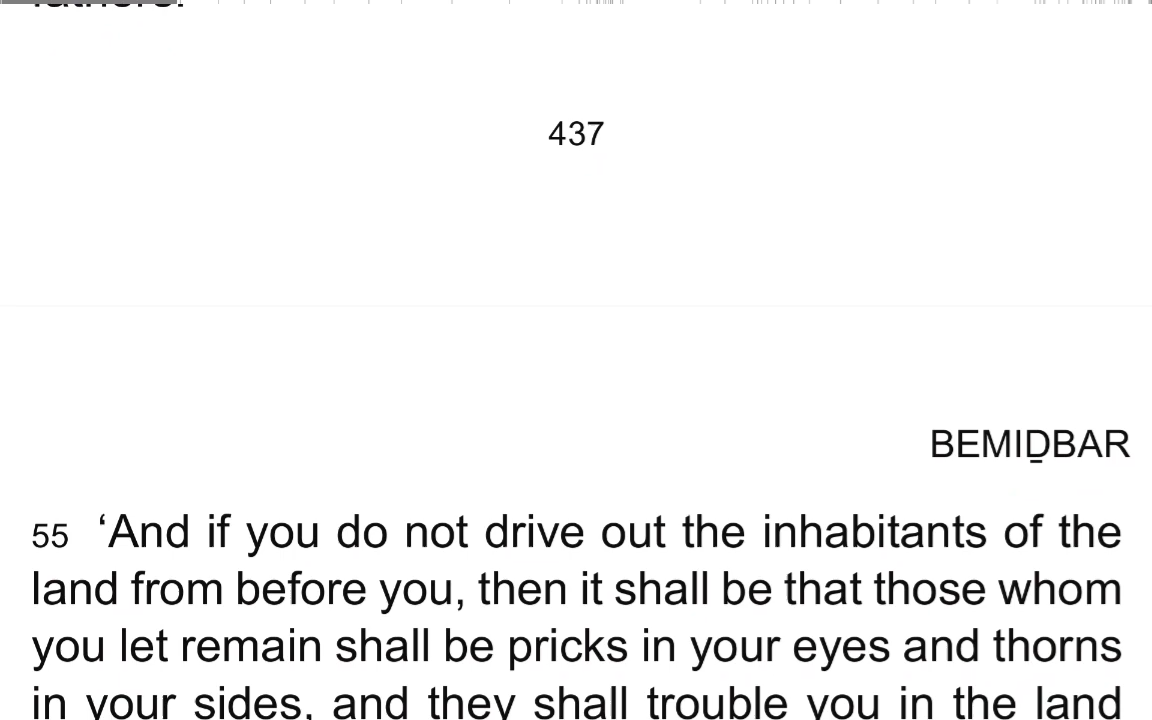 fathers.
437
BEMIḎBAR
55 ‘And if you do not drive out the inhabitants of the
land from before you, then it shall be that those whom
you let remain shall be pricks in your eyes and thorns
in your sides, and they shall trouble you in the land